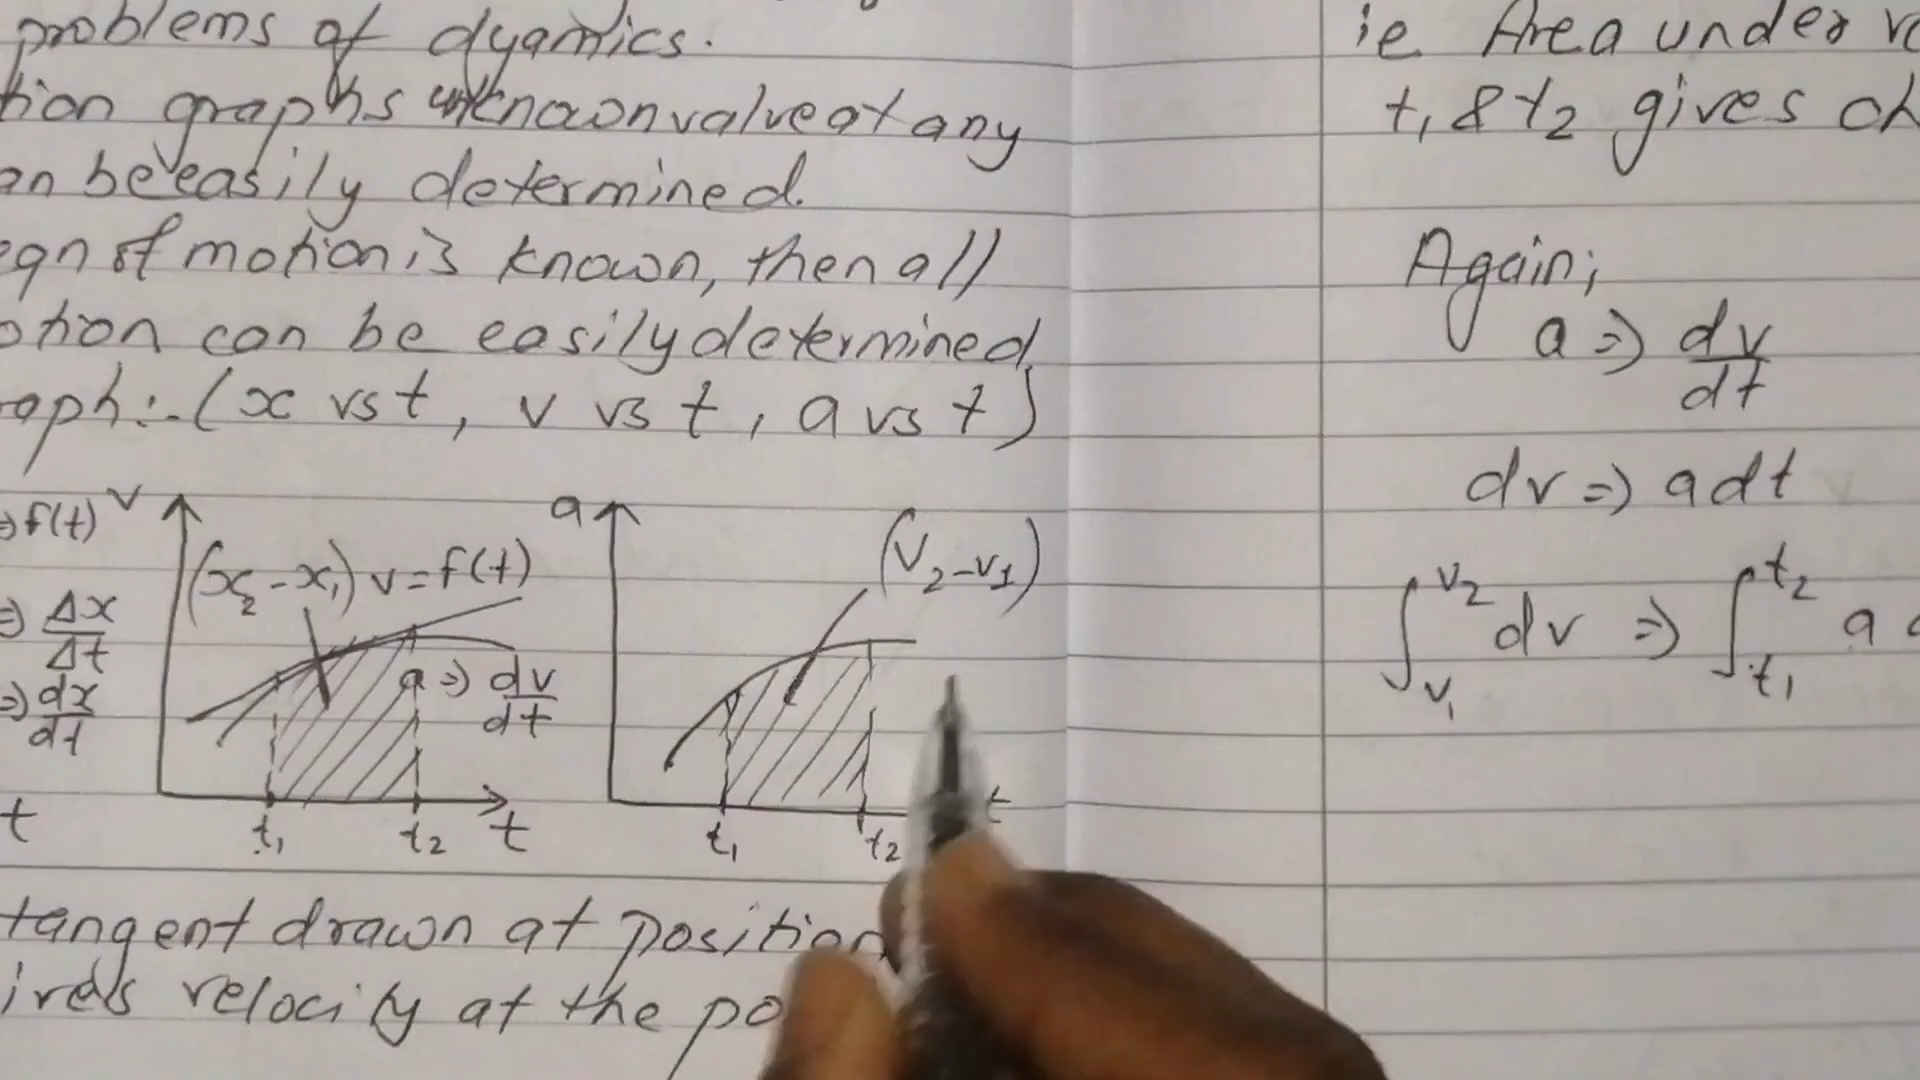 problems of dyamics.
tion graphs unknown value at any
an be easily determined.
eqn of motion is known, then all
otion can be easily determined
raph:-(x vs t, v vs t, a vs t)
⇒f(t)
⇒ Δx/Δt
⇒ dx/dt
t
v
(x2-x1) v=f(t)
a ⇒ dv/dt
t1 t2 t
a
(v2-v1)
t1 t2 t
tangent drawn at position
velocity at the po
ie Area under
t1 & t2 gives ch
Again;
a ⇒ dv/dt
dv ⇒ adt
∫v1^v2 dv ⇒ ∫t1^t2 a